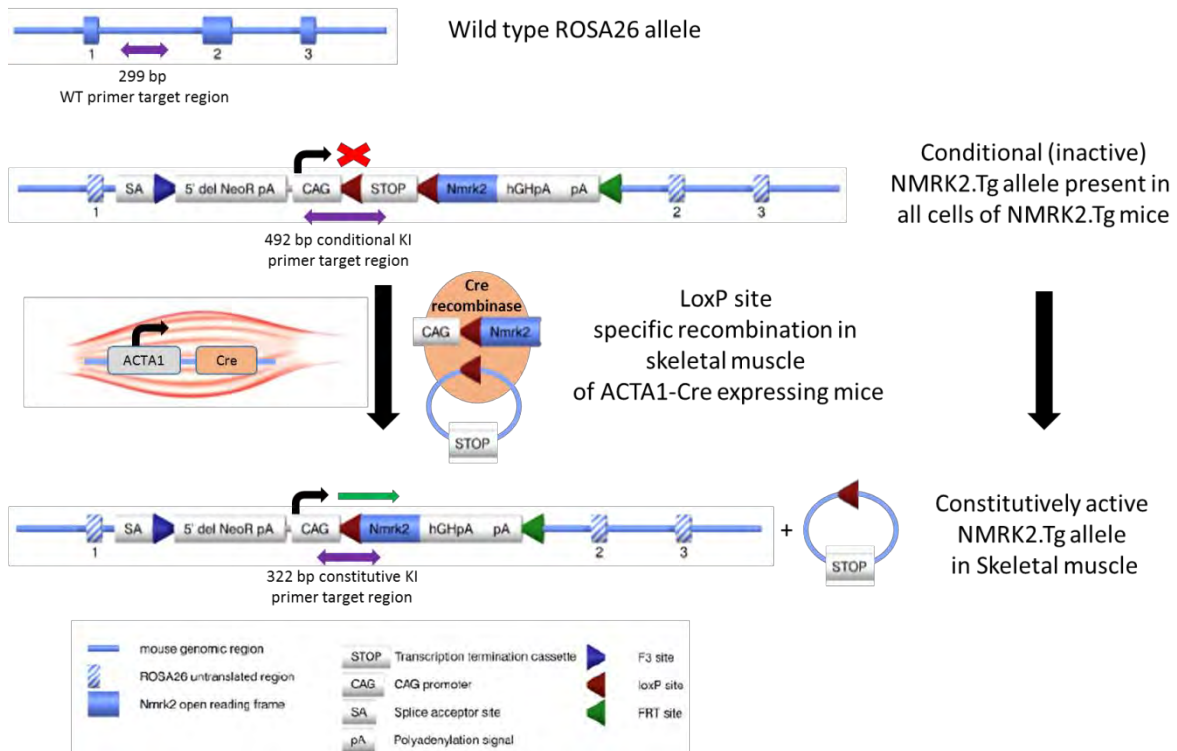 Wild type ROSA26 allele
1 2 3
299 bp
WT primer target region
Conditional (inactive)
NMRK2.Tg allele present in
all cells of NMRK2.Tg mice
SA 5' del NeoR pA CAG STOP Nmrk2 hGHpA pA
1 2 3
492 bp conditional KI
primer target region
Cre
recombinase
CAG Nmrk2
STOP
ACTA1 Cre
LoxP site
specific recombination in
skeletal muscle
of ACTA1-Cre expressing mice
SA 5' del NeoR pA CAG Nmrk2 hGHpA pA
1 2 3
+
STOP
322 bp constitutive KI
primer target region
Constitutively active
NMRK2.Tg allele
in Skeletal muscle
mouse genomic region
ROSA26 untranslated region
Nmrk2 open reading frame
STOP Transcription termination cassette
CAG CAG promoter
SA Splice acceptor site
pA Polyadenylation signal
F3 site
loxP site
FRT site